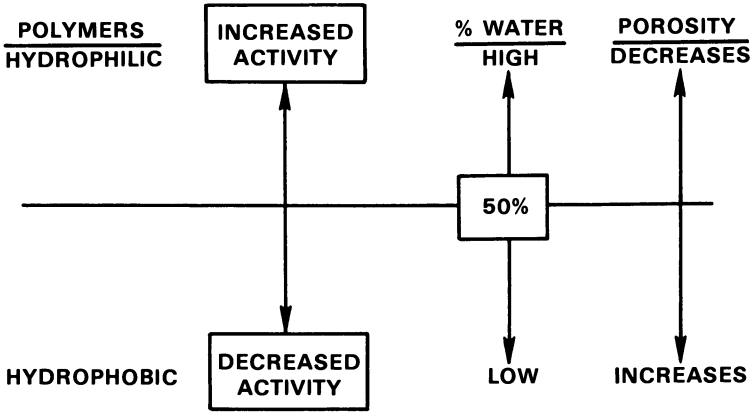 POLYMERS
HYDROPHILIC
INCREASED
ACTIVITY
% WATER
HIGH
POROSITY
DECREASES
50%
HYDROPHOBIC
DECREASED
ACTIVITY
LOW
INCREASES